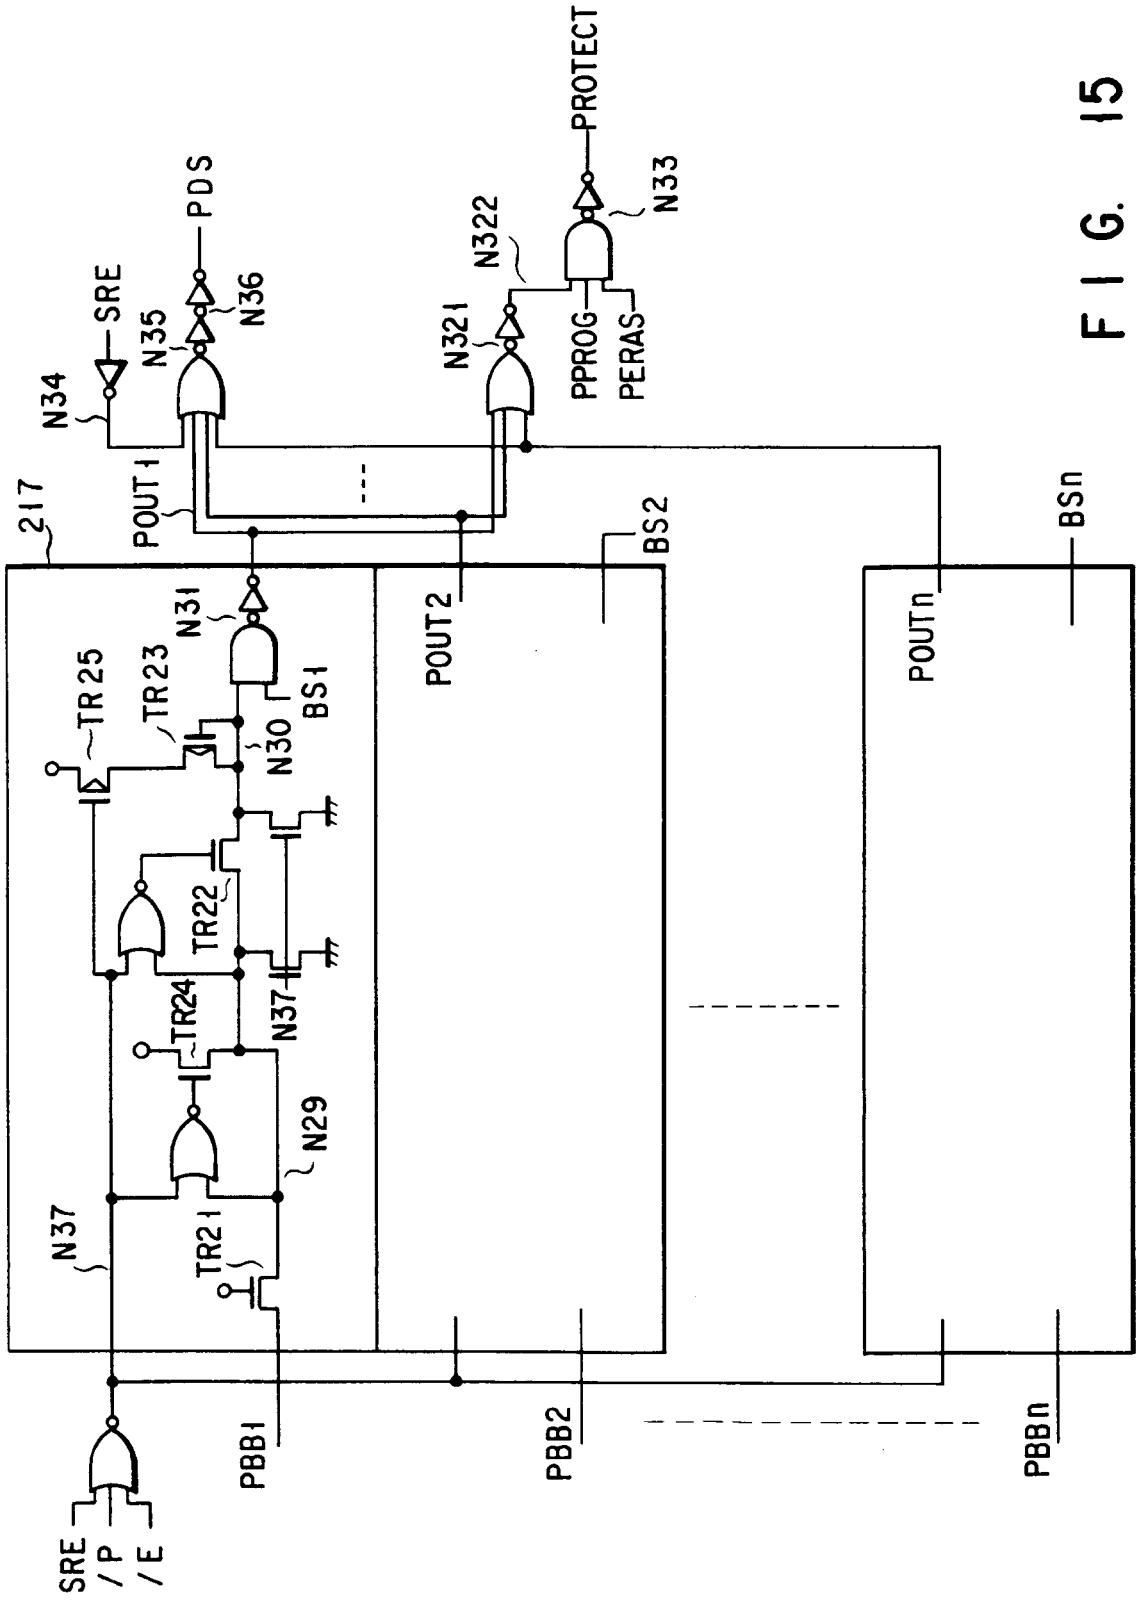 217
SRE
/P
/E
N37
TR25
TR23
TR24
TR21
TR22
N37
N29
N30
BS1
N31
PBB1
POUT1
N34
SRE
N35
N36
PDS
POUT2
BS2
PBB2
N321
N322
PPROG
PERAS
N33
PROTECT
POUTn
BSn
PBBn
FIG. 15